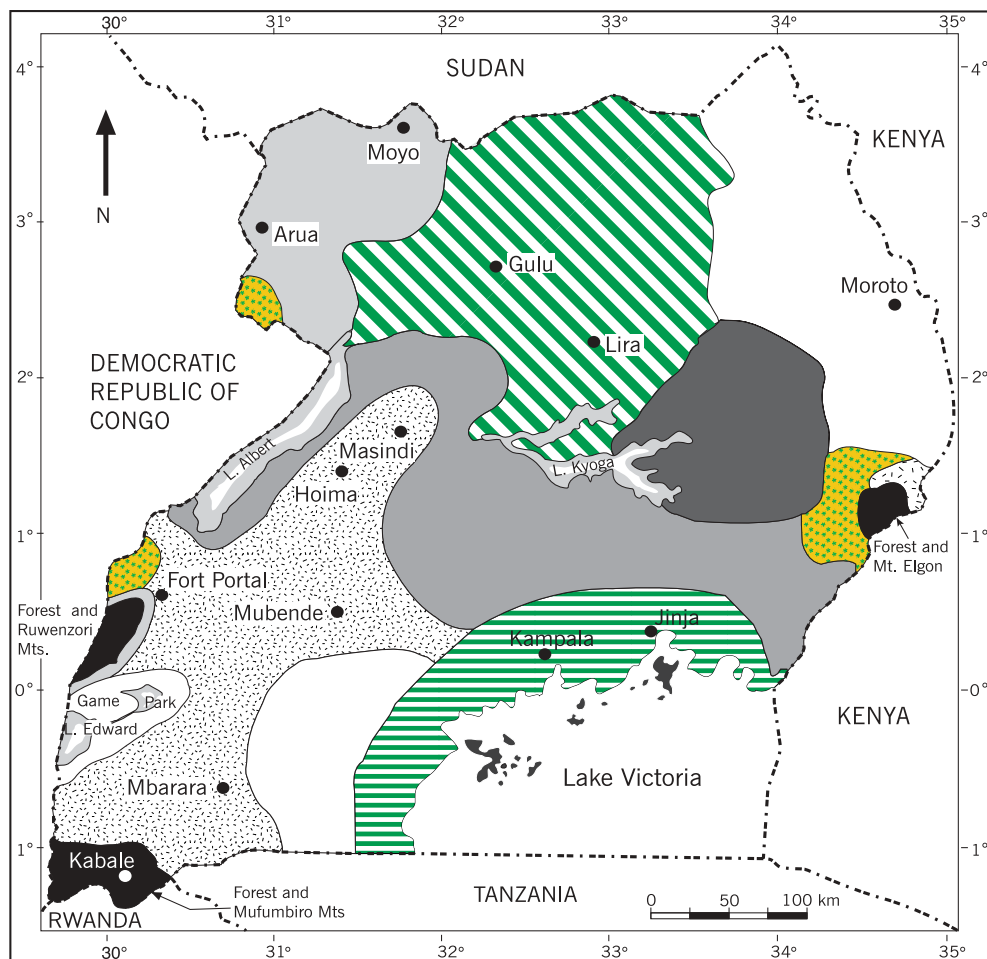 30° 31° 32° 33° 34° 35°
4° SUDAN 4°
KENYA
Moyo
N
3° Arua 3°
Gulu
Moroto
Lira
DEMOCRATIC
REPUBLIC OF
CONGO
2° 2°
Masindi
L. Albert
L. Kyoga
Hoima
1° 1°
Forest and
Mt. Elgon
Fort Portal
Forest and
Ruwenzori
Mts.
Mubende
Jinja
Kampala
0° 0°
Game Park
L. Edward
KENYA
Lake Victoria
Mbarara
1° 1°
Kabale
Forest and
Mufumbiro Mts
TANZANIA
0 50 100 km
RWANDA
30° 31° 32° 33° 34° 35°